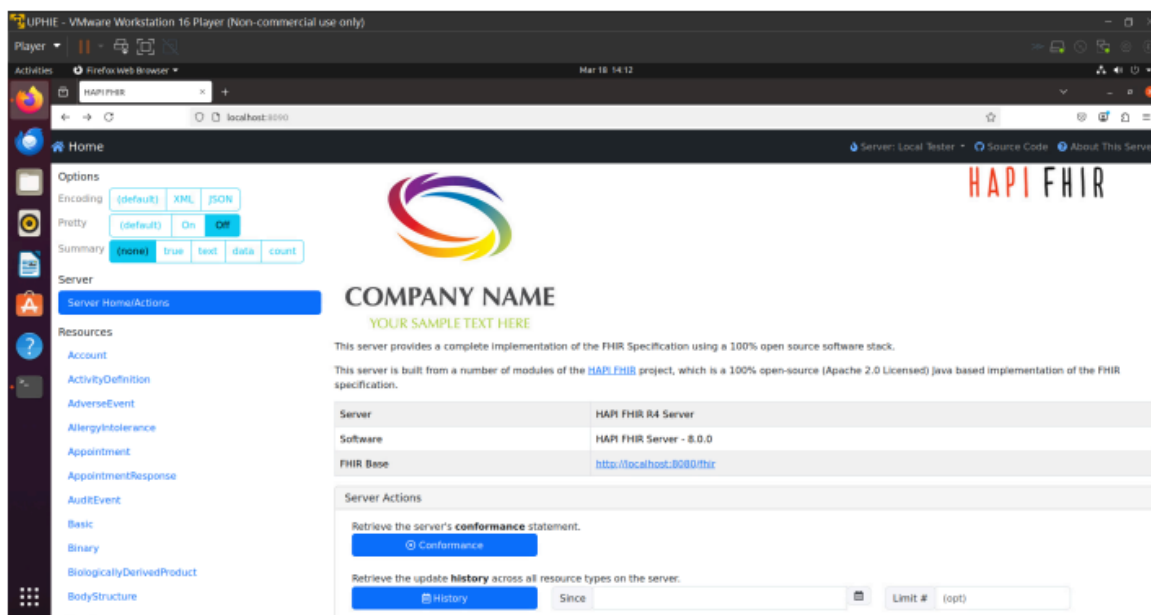 UPHIE - VMware Workstation 16 Player (Non-commercial use only)
Player
Activities Firefox Web Browser Mar 18 14:12
HAPI FHIR
localhost:8090
Home Server: Local Tester Source Code About This Serve
Options
Encoding (default) XML JSON
Pretty (default) On Off
Summary (none) true text data count
Server
Server Home/Actions
Resources
Account
ActivityDefinition
AdverseEvent
AllergyIntolerance
Appointment
AppointmentResponse
AuditEvent
Basic
Binary
BiologicallyDerivedProduct
BodyStructure
HAPI FHIR
COMPANY NAME
YOUR SAMPLE TEXT HERE
This server provides a complete implementation of the FHIR Specification using a 100% open source software stack.
This server is built from a number of modules of the HAPI FHIR project, which is a 100% open-source (Apache 2.0 Licensed) Java based implementation of the FHIR
specification.
Server HAPI FHIR R4 Server
Software HAPI FHIR Server - 8.0.0
FHIR Base http://localhost:8080/fhir
Server Actions
Retrieve the server's conformance statement.
Conformance
Retrieve the update history across all resource types on the server.
History Since Limit # (opt)